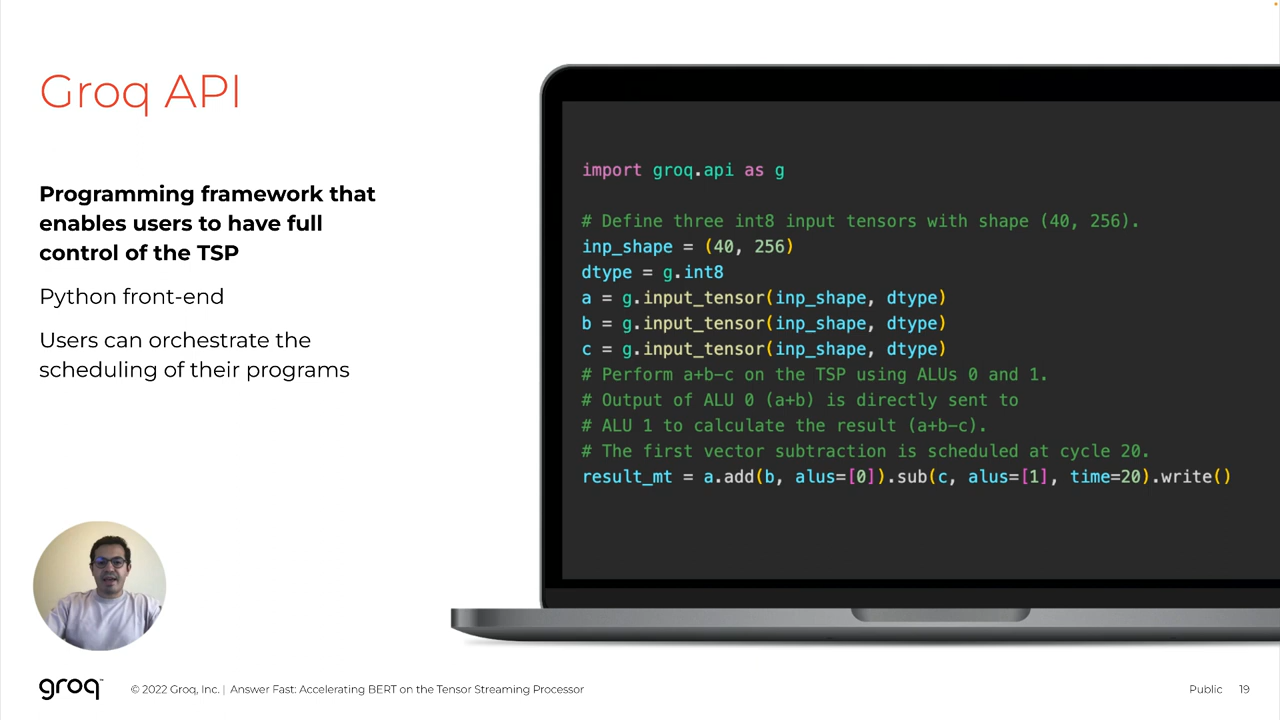 Groq API
Programming framework that
enables users to have full
control of the TSP
Python front-end
Users can orchestrate the
scheduling of their programs
import groq.api as g
# Define three int8 input tensors with shape (40, 256).
inp_shape = (40, 256)
dtype = g.int8
a = g.input_tensor(inp_shape, dtype)
b = g.input_tensor(inp_shape, dtype)
c = g.input_tensor(inp_shape, dtype)
# Perform a+b-c on the TSP using ALUs 0 and 1.
# Output of ALU 0 (a+b) is directly sent to
# ALU 1 to calculate the result (a+b-c).
# The first vector subtraction is scheduled at cycle 20.
result_mt = a.add(b, alus=[0]).sub(c, alus=[1], time=20).write()
groq™ © 2022 Groq, Inc. | Answer Fast: Accelerating BERT on the Tensor Streaming Processor Public 19